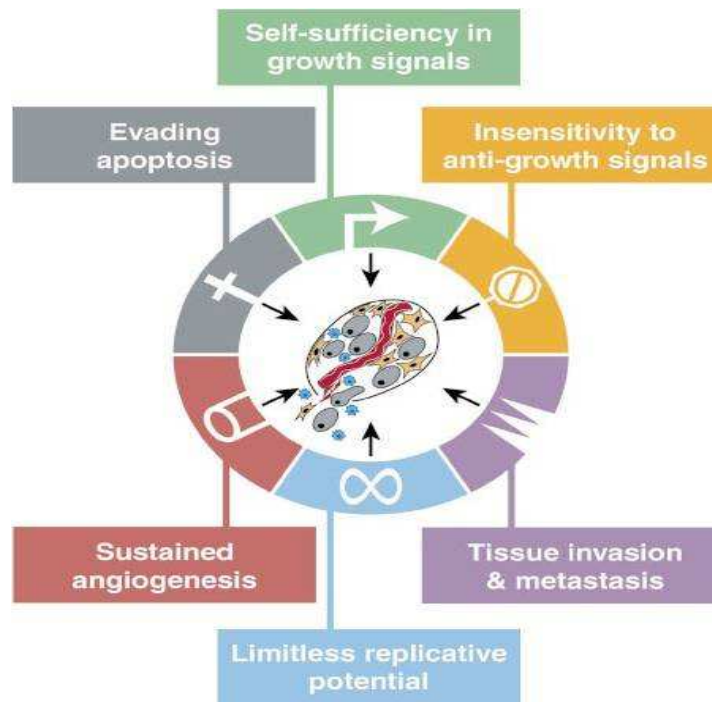 Self-sufficiency in
growth signals
Evading
apoptosis
Insensitivity to
anti-growth signals
Sustained
angiogenesis
Tissue invasion
& metastasis
Limitless replicative
potential